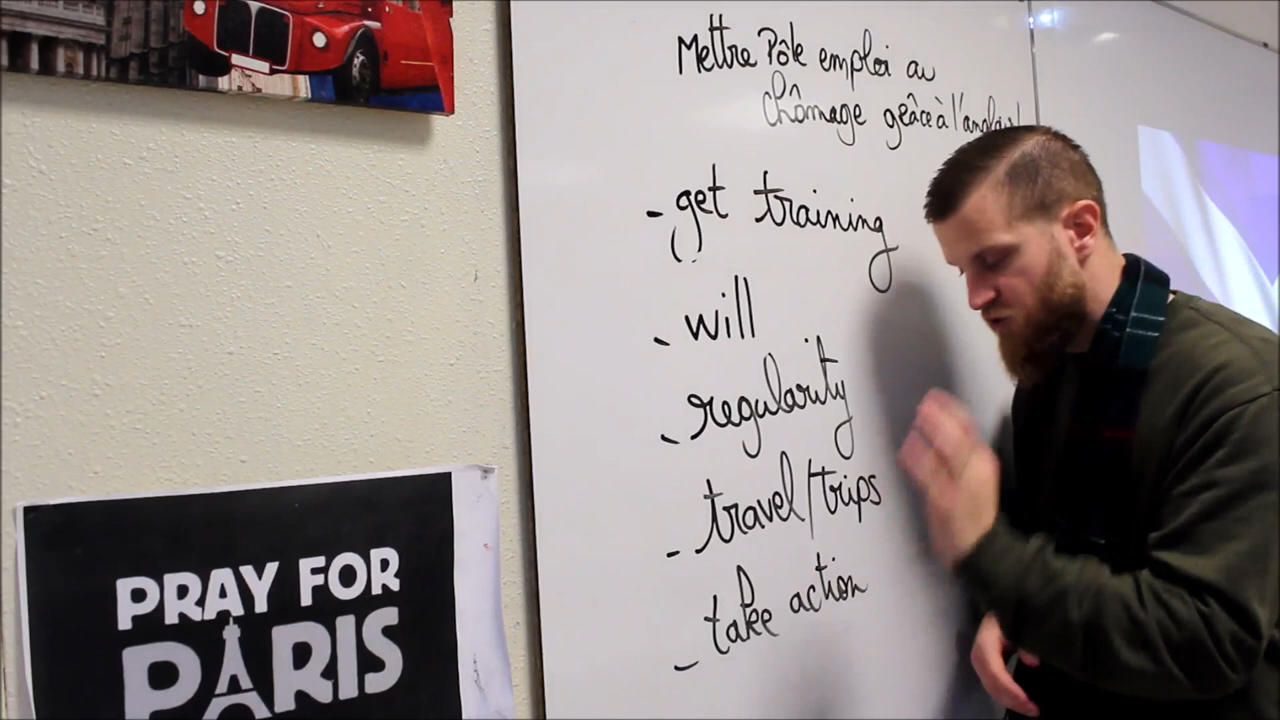 Mettre Pôle emploi au
chômage grâce à l'anglais!
- get training
- will
- regularity
- travel/trips
- take action
PRAY FOR
PARIS